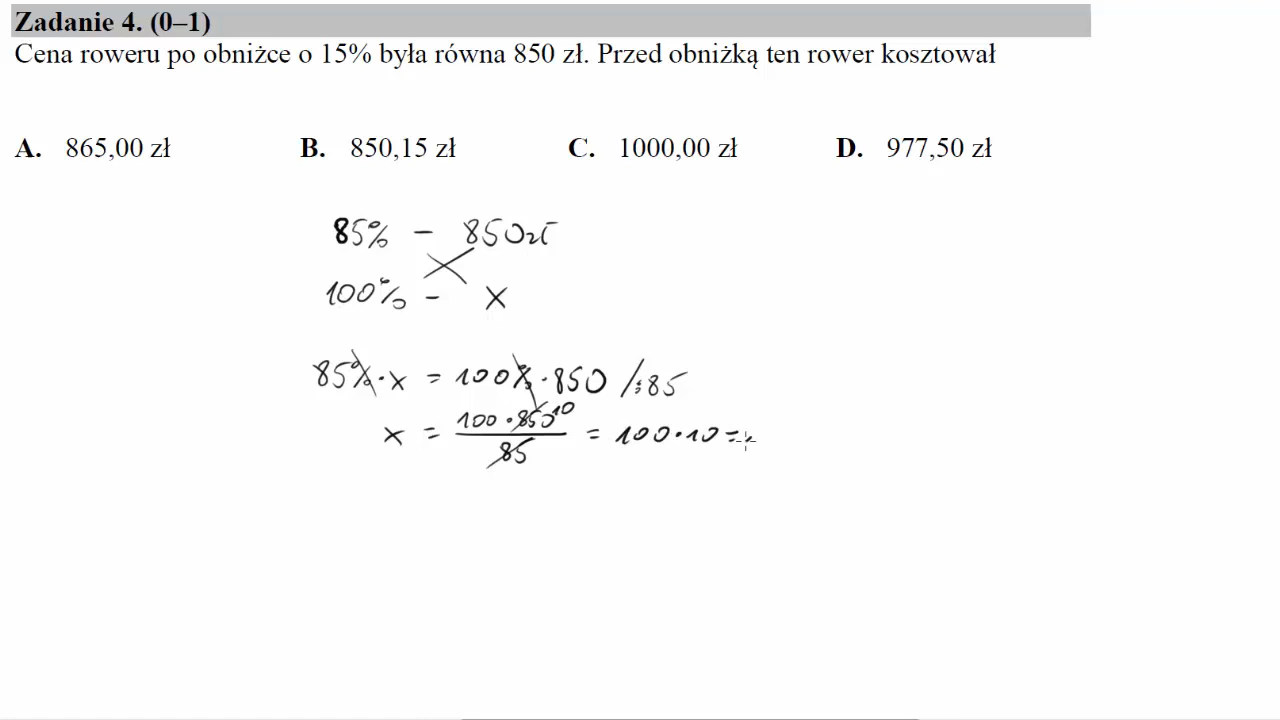 Zadanie 4. (0–1)
Cena roweru po obniżce o 15% była równa 850 zł. Przed obniżką ten rower kosztował
A. 865,00 zł B. 850,15 zł C. 1000,00 zł D. 977,50 zł
85% - 850zł
100% - x
85% · x = 100% · 850 /:85
x = 100 · 850 10 / 85 = 100 · 10 =